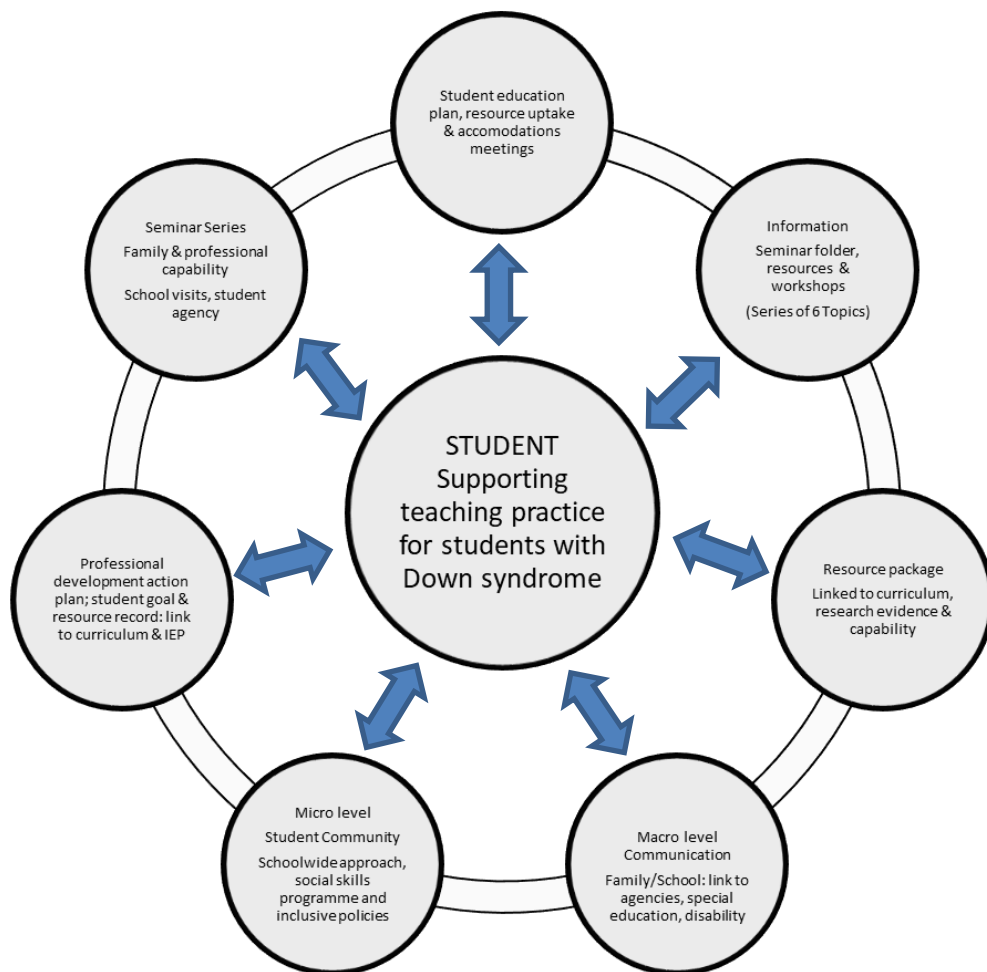 Student education
plan, resource uptake
& accomodations
meetings
Seminar Series
Family & professional
capability
School visits, student
agency
Information
Seminar folder,
resources &
workshops
(Series of 6 Topics)
STUDENT
Supporting
teaching practice
for students with
Down syndrome
Professional
development action
plan; student goal &
resource record: link
to curriculum & IEP
Resource package
Linked to curriculum,
research evidence &
capability
Micro level
Student Community
Schoolwide approach,
social skills
programme and
inclusive policies
Macro level
Communication
Family/School: link to
agencies, special
education, disability